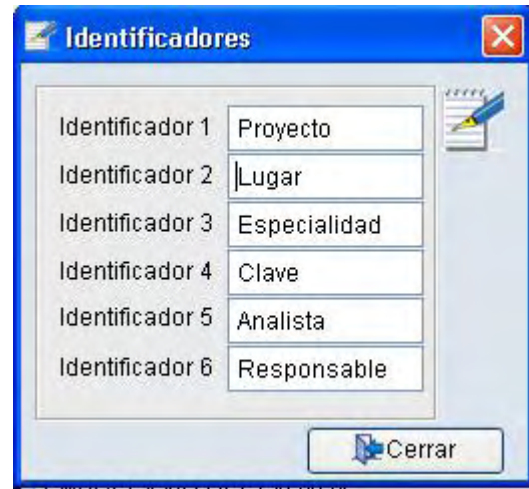 Identificadores
Identificador 1 Proyecto
Identificador 2 Lugar
Identificador 3 Especialidad
Identificador 4 Clave
Identificador 5 Analista
Identificador 6 Responsable
Cerrar